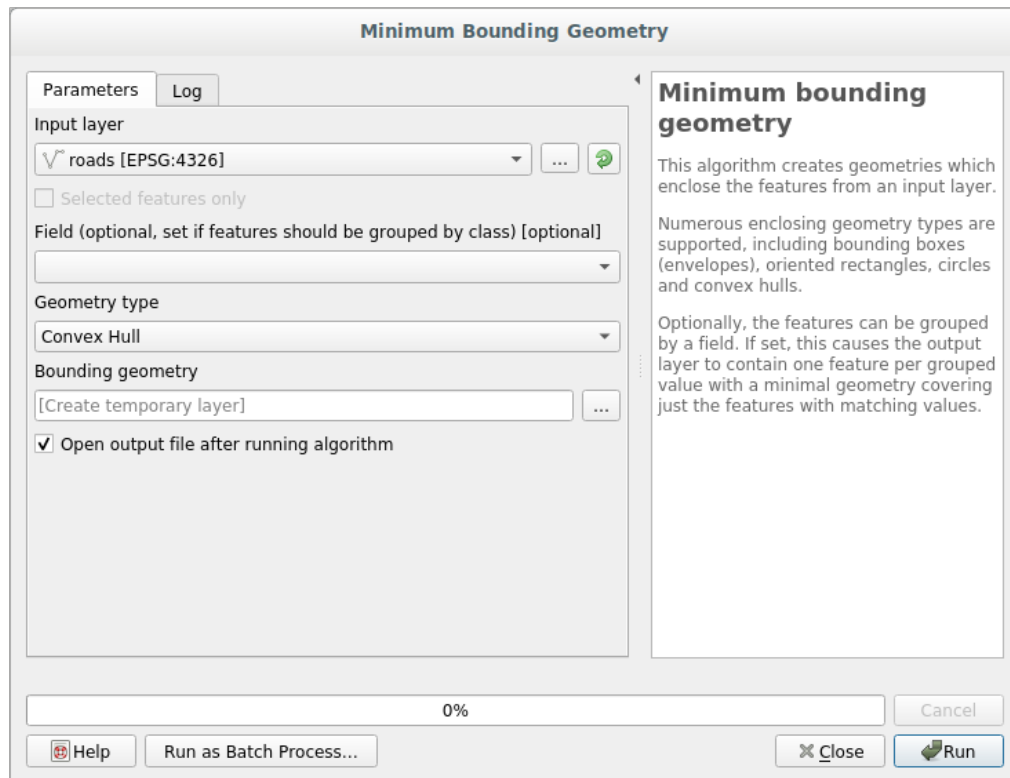 Minimum Bounding Geometry
Parameters
Log
Input layer
roads [EPSG:4326]
...
Selected features only
Field (optional, set if features should be grouped by class) [optional]
Geometry type
Convex Hull
Bounding geometry
[Create temporary layer]
...
Open output file after running algorithm
Minimum bounding
geometry
This algorithm creates geometries which
enclose the features from an input layer.
Numerous enclosing geometry types are
supported, including bounding boxes
(envelopes), oriented rectangles, circles
and convex hulls.
Optionally, the features can be grouped
by a field. If set, this causes the output
layer to contain one feature per grouped
value with a minimal geometry covering
just the features with matching values.
0%
Cancel
Help
Run as Batch Process...
Close
Run